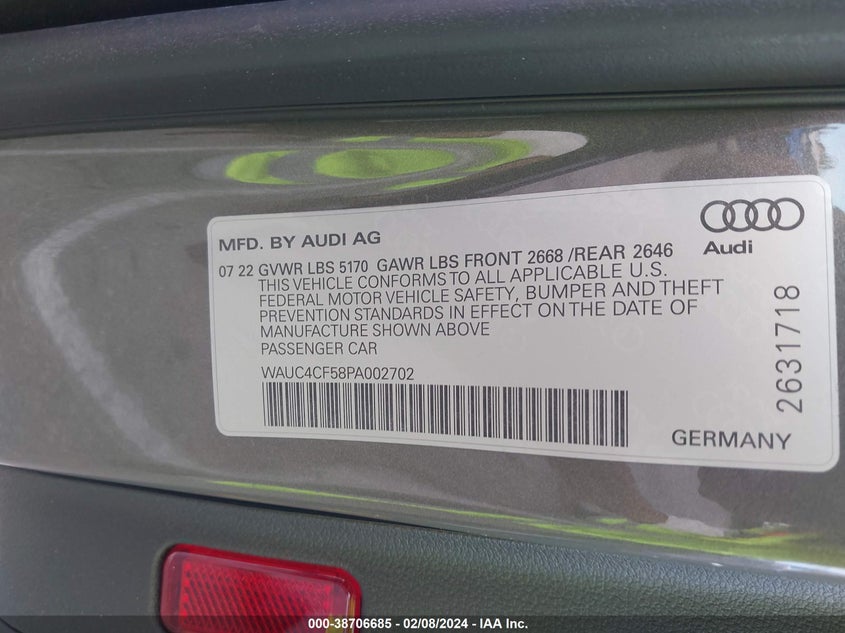 MFD. BY AUDI AG
Audi
07 22 GVWR LBS 5170 GAWR LBS FRONT 2668 /REAR 2646
THIS VEHICLE CONFORMS TO ALL APPLICABLE U.S.
FEDERAL MOTOR VEHICLE SAFETY, BUMPER AND THEFT
PREVENTION STANDARDS IN EFFECT ON THE DATE OF
MANUFACTURE SHOWN ABOVE
PASSENGER CAR
WAUC4CF58PA002702
2631718
GERMANY
000-38706685 - 02/08/2024 - IAA Inc.